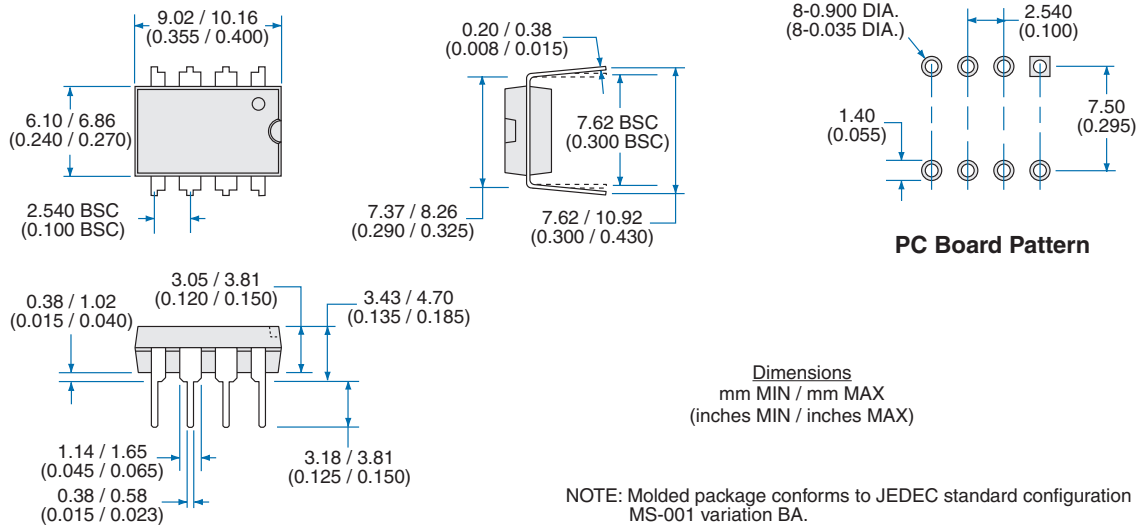 9.02 / 10.16
(0.355 / 0.400)
6.10 / 6.86
(0.240 / 0.270)
2.540 BSC
(0.100 BSC)
0.20 / 0.38
(0.008 / 0.015)
7.62 BSC
(0.300 BSC)
7.37 / 8.26
(0.290 / 0.325)
7.62 / 10.92
(0.300 / 0.430)
8-0.900 DIA.
(8-0.035 DIA.)
2.540
(0.100)
1.40
(0.055)
7.50
(0.295)
PC Board Pattern
0.38 / 1.02
(0.015 / 0.040)
3.05 / 3.81
(0.120 / 0.150)
3.43 / 4.70
(0.135 / 0.185)
1.14 / 1.65
(0.045 / 0.065)
0.38 / 0.58
(0.015 / 0.023)
3.18 / 3.81
(0.125 / 0.150)
Dimensions
mm MIN / mm MAX
(inches MIN / inches MAX)
NOTE: Molded package conforms to JEDEC standard configuration
MS-001 variation BA.